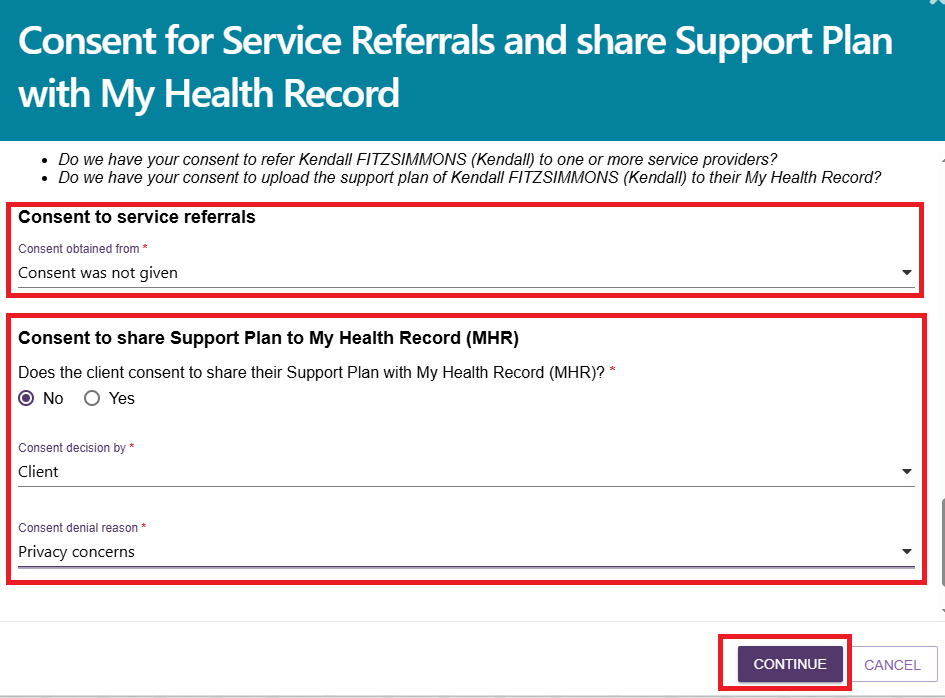 Consent for Service Referrals and share Support Plan
with My Health Record
Do we have your consent to refer Kendall FITZSIMMONS (Kendall) to one or more service providers?
Do we have your consent to upload the support plan of Kendall FITZSIMMONS (Kendall) to their My Health Record?
Consent to service referrals
Consent obtained from *
Consent was not given
Consent to share Support Plan to My Health Record (MHR)
Does the client consent to share their Support Plan with My Health Record (MHR)? *
No Yes
Consent decision by *
Client
Consent denial reason *
Privacy concerns
CONTINUE CANCEL